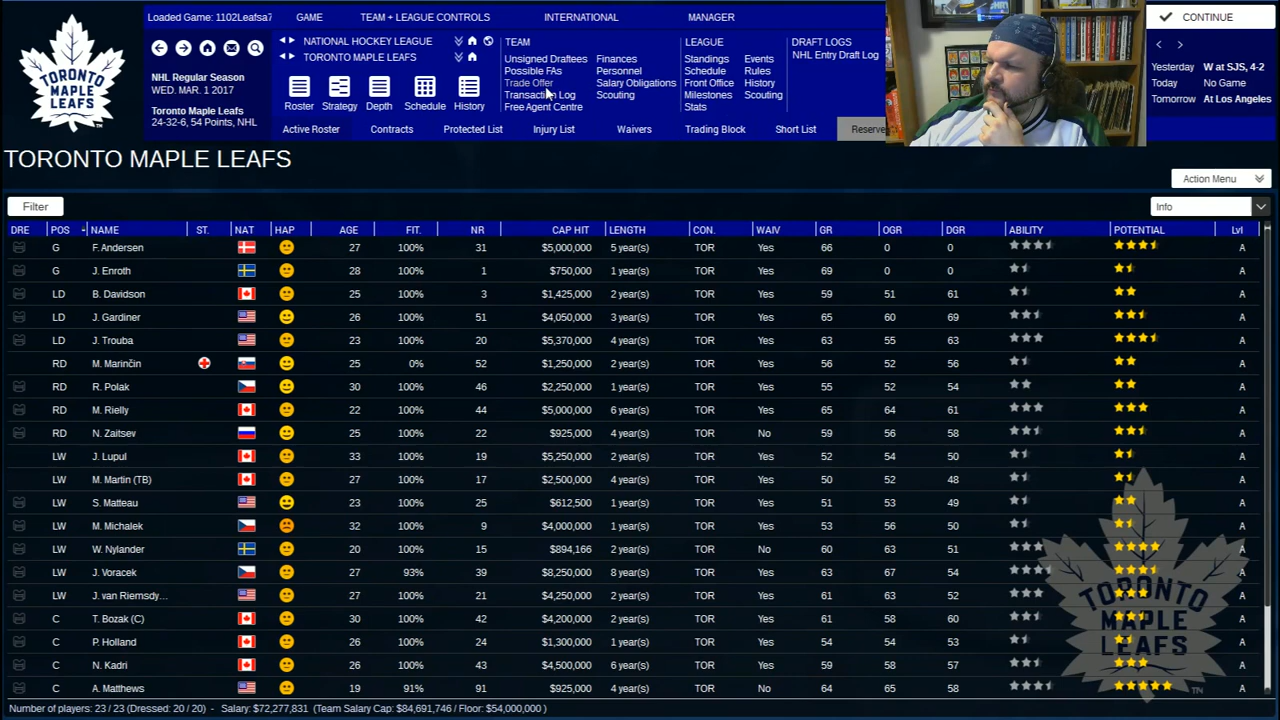 Loaded Game: 1102Leafsa7
GAME
TEAM + LEAGUE CONTROLS
INTERNATIONAL
MANAGER
CONTINUE
TORONTO MAPLE LEAFS
NHL Regular Season
WED. MAR. 1 2017
Toronto Maple Leafs
24-32-6, 54 Points, NHL
NATIONAL HOCKEY LEAGUE
TORONTO MAPLE LEAFS
Roster Strategy Depth Schedule History
TEAM
Unsigned Draftees Finances
Possible FAs Personnel
Trade Offer Salary Obligations
Transaction Log Scouting
Free Agent Centre
LEAGUE
Standings Events
Schedule Rules
Front Office History
Milestones Scouting
Stats
DRAFT LOGS
NHL Entry Draft Log
Yesterday W at SJS, 4-2
Today No Game
Tomorrow At Los Angeles
Active Roster Contracts Protected List Injury List Waivers Trading Block Short List
TORONTO MAPLE LEAFS
Action Menu
Filter
Info
DRE POS NAME ST. NAT HAP AGE FIT. NR CAP HIT LENGTH CON. WAIV GR OGR DGR ABILITY POTENTIAL Lvl
G F. Andersen 27 100% 31 $5,000,000 5 year(s) TOR Yes 66 0 0 A
G J. Enroth 28 100% 1 $750,000 1 year(s) TOR Yes 69 0 0 A
LD B. Davidson 25 100% 3 $1,425,000 2 year(s) TOR Yes 59 51 61 A
LD J. Gardiner 26 100% 51 $4,050,000 3 year(s) TOR Yes 65 60 69 A
LD J. Trouba 23 100% 20 $5,370,000 4 year(s) TOR Yes 63 55 63 A
RD M. Marinčin 25 0% 52 $1,250,000 2 year(s) TOR Yes 56 52 56 A
RD R. Polak 30 100% 46 $2,250,000 1 year(s) TOR Yes 55 52 54 A
RD M. Rielly 22 100% 44 $5,000,000 6 year(s) TOR Yes 65 64 61 A
RD N. Zaitsev 25 100% 22 $925,000 4 year(s) TOR No 59 56 58 A
LW J. Lupul 33 100% 19 $5,250,000 2 year(s) TOR Yes 52 54 50 A
LW M. Martin (TB) 27 100% 17 $2,500,000 4 year(s) TOR Yes 50 52 48 A
LW S. Matteau 23 100% 25 $612,500 1 year(s) TOR Yes 51 53 49 A
LW M. Michalek 32 100% 9 $4,000,000 1 year(s) TOR Yes 53 56 50 A
LW W. Nylander 20 100% 15 $894,166 2 year(s) TOR No 60 63 51 A
LW J. Voracek 27 93% 39 $8,250,000 8 year(s) TOR Yes 63 67 54 A
LW J. van Riemsdy... 27 100% 21 $4,250,000 2 year(s) TOR Yes 61 63 52 A
C T. Bozak (C) 30 100% 42 $4,200,000 2 year(s) TOR Yes 61 58 60 A
C P. Holland 26 100% 24 $1,300,000 1 year(s) TOR Yes 54 54 53 A
C N. Kadri 26 100% 43 $4,500,000 6 year(s) TOR Yes 59 58 57 A
C A. Matthews 19 91% 91 $925,000 4 year(s) TOR No 64 65 58 A
TORONTO
MAPLE
LEAFS
TM
Number of players: 23 / 23 (Dressed: 20 / 20) - Salary: $72,277,831 (Team Salary Cap: $84,691,746 / Floor: $54,000,000 )